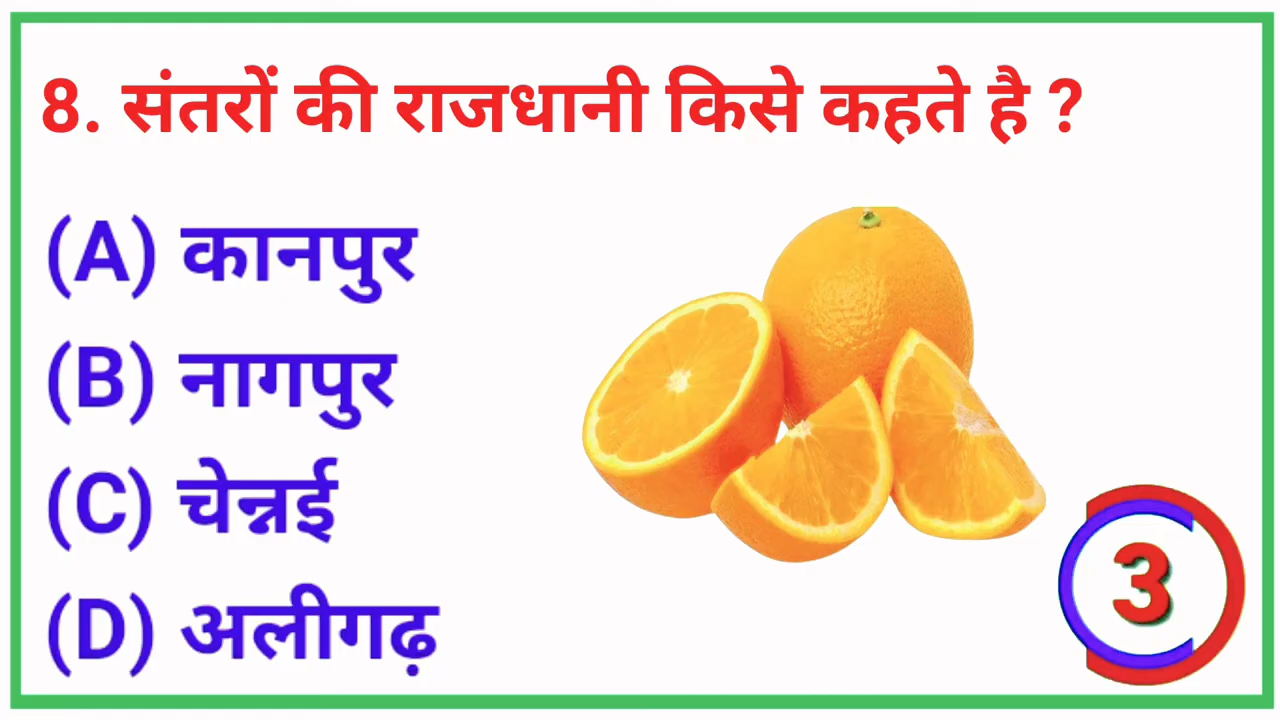 8. संतरों की राजधानी किसे कहते है ?
(A) कानपुर
(B) नागपुर
(C) चेन्नई
(D) अलीगढ़
3